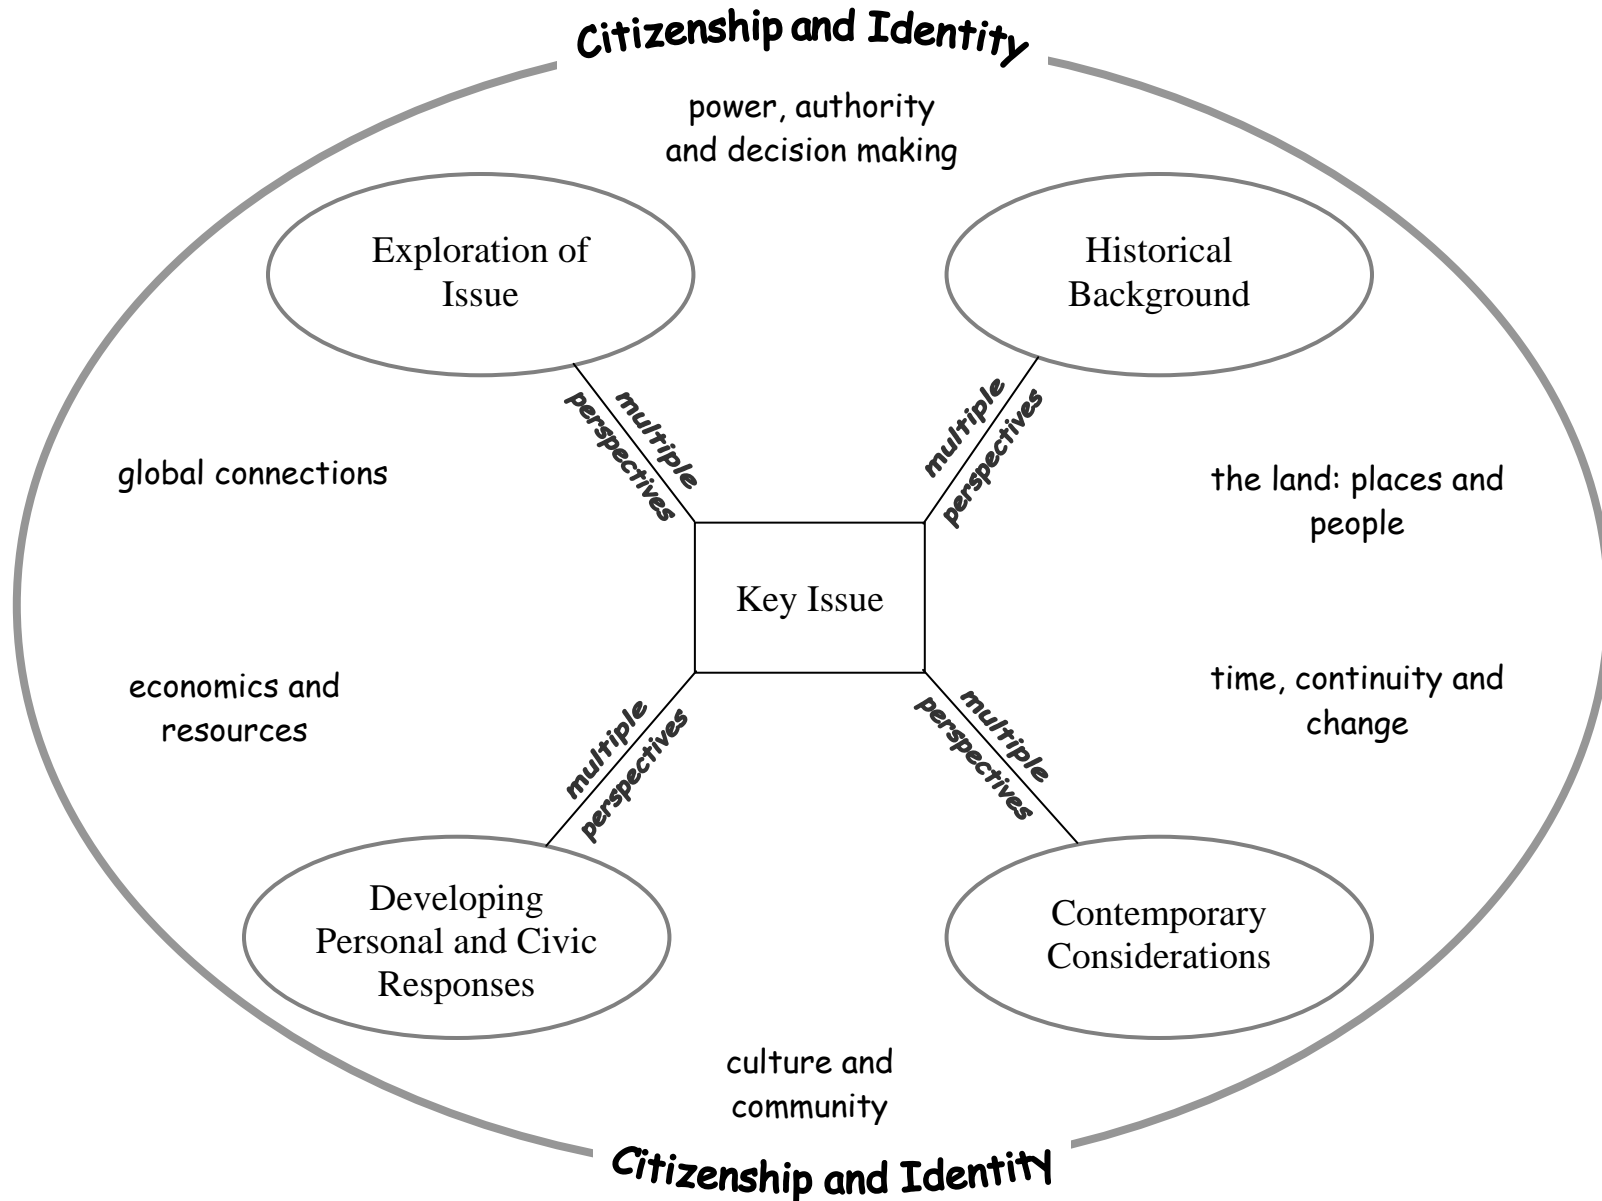 Citizenship and Identity
power, authority
and decision making
Exploration of
Issue
Historical
Background
multiple
perspectives
multiple
perspectives
global connections
the land: places and
people
Key Issue
economics and
resources
time, continuity and
change
multiple
perspectives
multiple
perspectives
Developing
Personal and Civic
Responses
Contemporary
Considerations
culture and
community
Citizenship and Identity